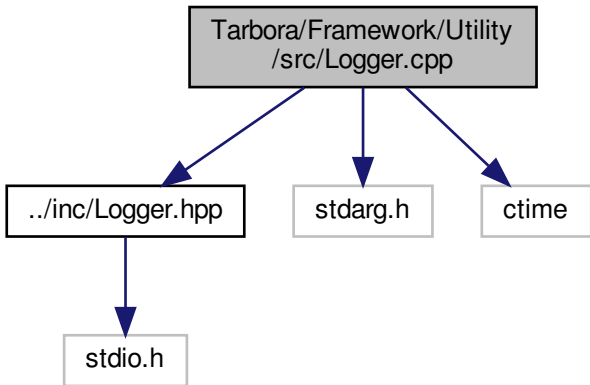 Tarbora/Framework/Utility
/src/Logger.cpp
../inc/Logger.hpp
stdarg.h
ctime
stdio.h